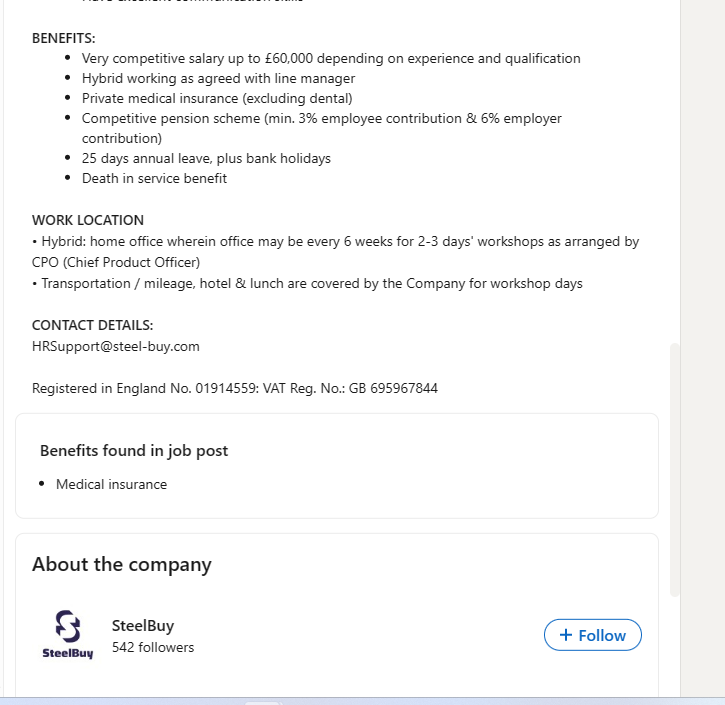 BENEFITS:
• Very competitive salary up to £60,000 depending on experience and qualification
• Hybrid working as agreed with line manager
• Private medical insurance (excluding dental)
• Competitive pension scheme (min. 3% employee contribution & 6% employer
contribution)
• 25 days annual leave, plus bank holidays
• Death in service benefit
WORK LOCATION
• Hybrid: home office wherein office may be every 6 weeks for 2-3 days' workshops as arranged by
CPO (Chief Product Officer)
• Transportation / mileage, hotel & lunch are covered by the Company for workshop days
CONTACT DETAILS:
HRSupport@steel-buy.com
Registered in England No. 01914559: VAT Reg. No.: GB 695967844
Benefits found in job post
• Medical insurance
About the company
SteelBuy
SteelBuy
542 followers
+ Follow